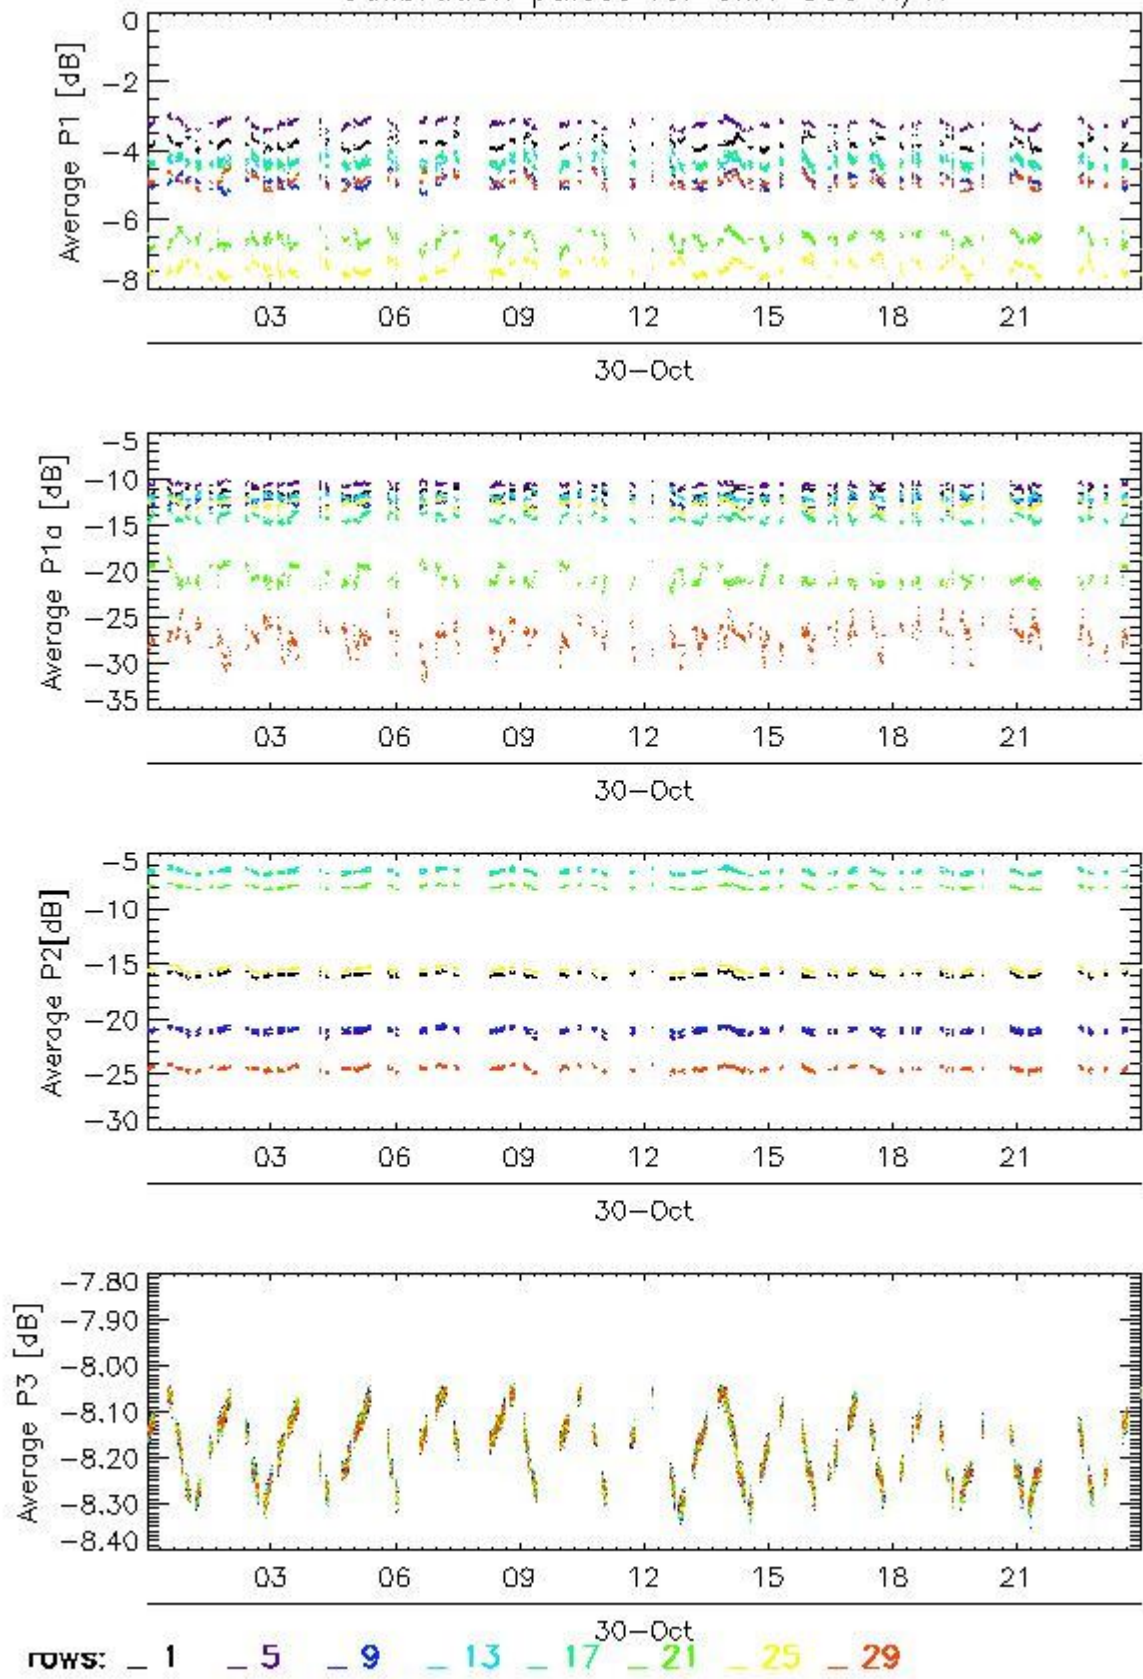 0
−2
−4
−6
−8
Average P1 [dB]
03 06 09 12 15 18 21
30−Oct
−5
−10
−15
−20
−25
−30
−35
Average P1a [dB]
03 06 09 12 15 18 21
30−Oct
−5
−10
−15
−20
−25
−30
Average P2[dB]
03 06 09 12 15 18 21
30−Oct
−7.80
−7.90
−8.00
−8.10
−8.20
−8.30
−8.40
Average P3 [dB]
03 06 09 12 15 18 21
30−Oct
rows: _ 1 _ 5 _ 9 _ 13 _ 17 _ 21 _ 25 _ 29